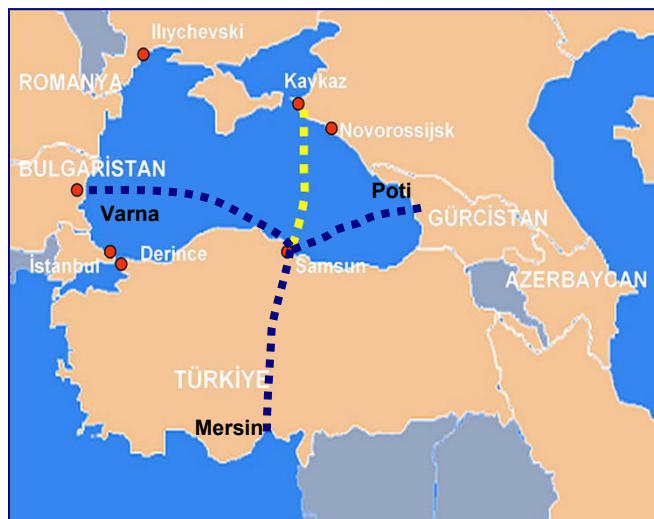 Ilıychevski
ROMANYA
Kavkaz
Novorossijsk
BULGARİSTAN
Poti
Varna
GÜRCİSTAN
İstanbul
Derince
Samsun
AZERBAYCAN
TÜRKİYE
Mersin